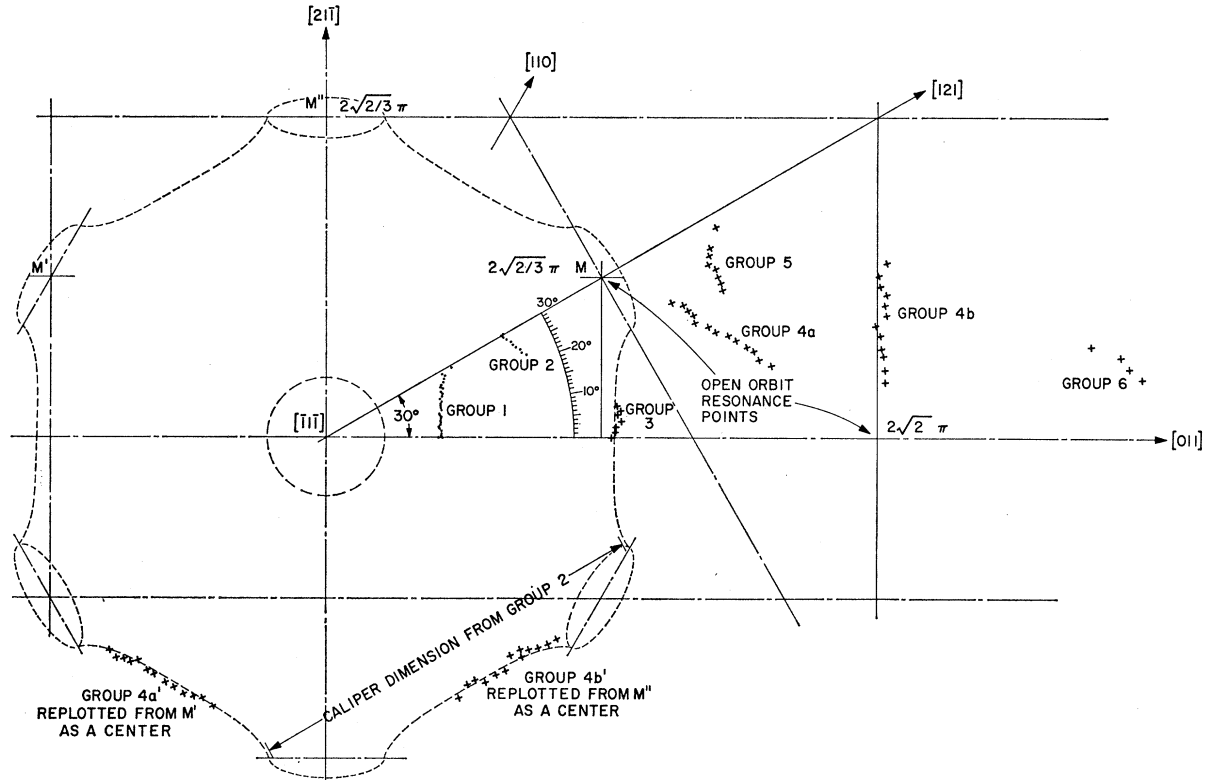 [211̄]
[110]
[121]
M" 2√2/3 π
M'
2√2/3 π M
GROUP 5
30°
GROUP 4b
GROUP 4a
20°
GROUP 2
GROUP 6
10°
OPEN ORBIT
RESONANCE
POINTS
GROUP 1
GROUP
3
30°
[1̄11̄]
2√2 π
[011]
CALIPER DIMENSION FROM GROUP 2
GROUP 4a'
REPLOTTED FROM M'
AS A CENTER
GROUP 4b'
REPLOTTED FROM M"
AS A CENTER